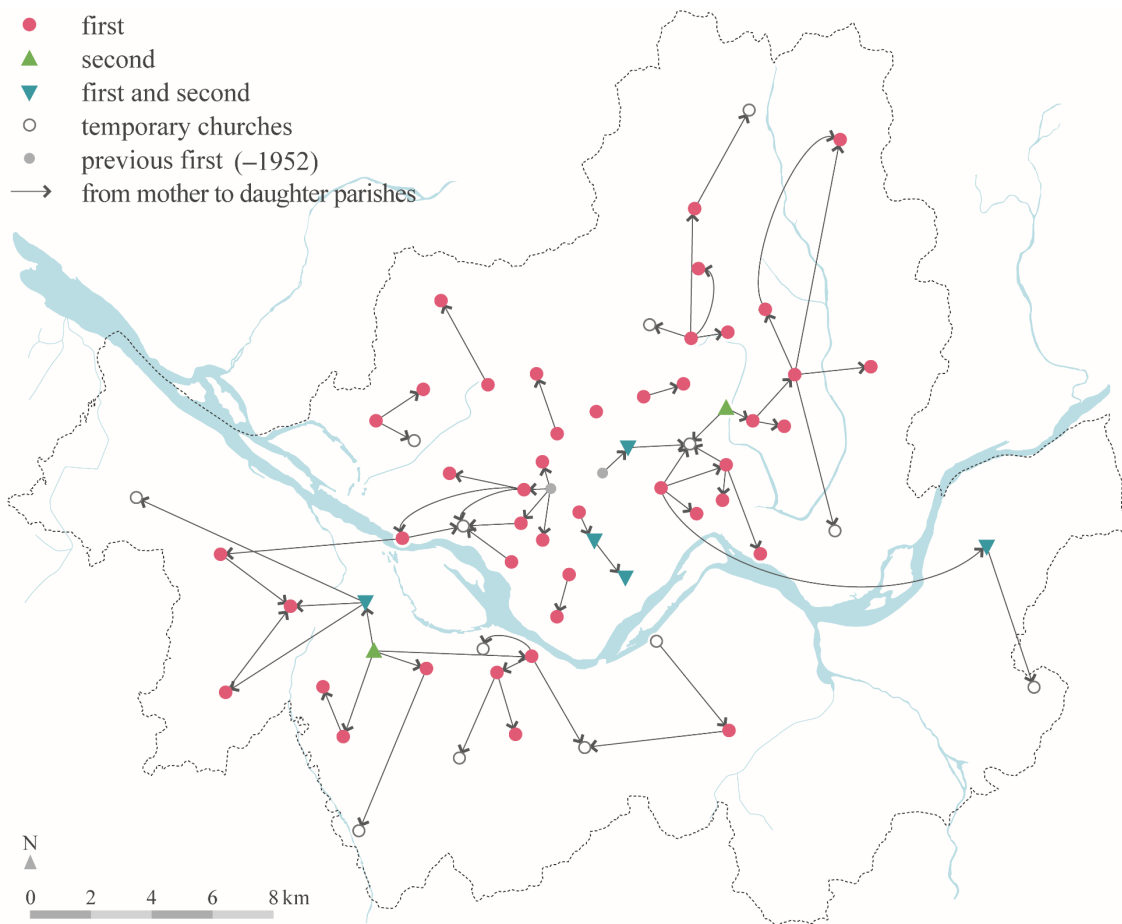 first
second
first and second
temporary churches
previous first (–1952)
from mother to daughter parishes
N
0 2 4 6 8 km